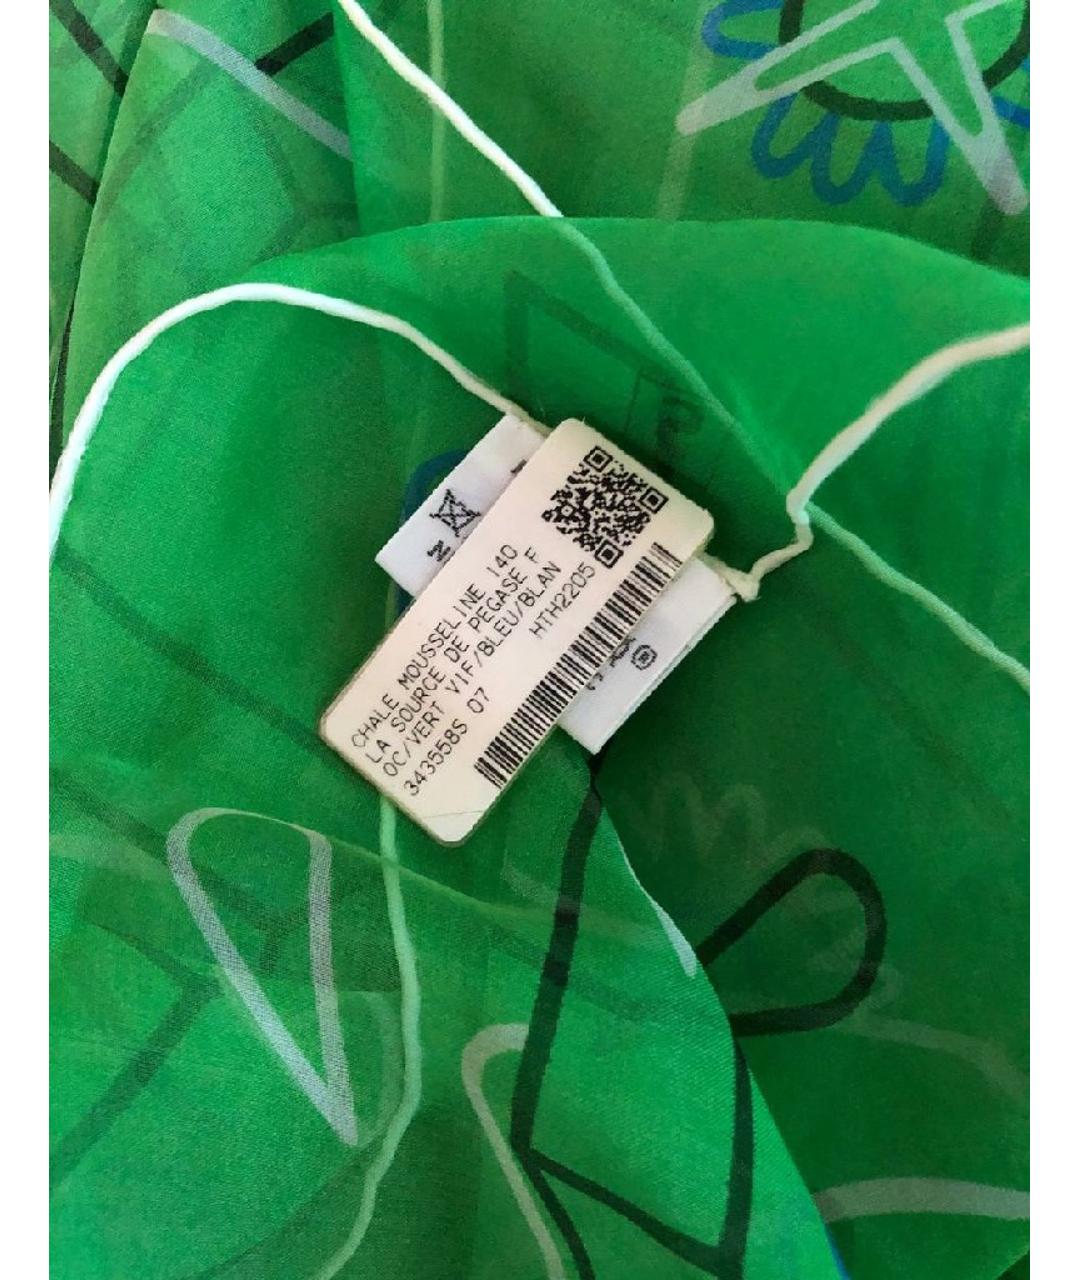 CHALE MOUSSELINE 140
LA SOURCE DE PEGASE F
OC/VERT VIF/BLEU/BLAN
343558S 07
HTH2205